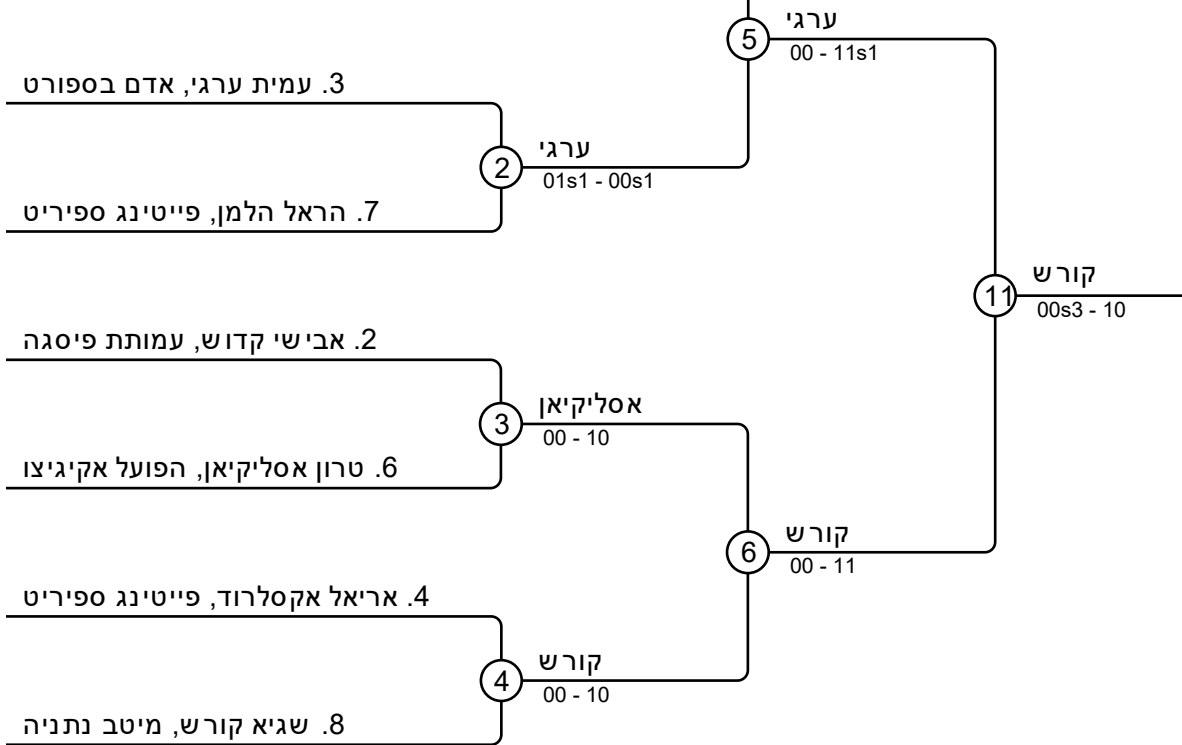 ערגי
5
00 - 11s1
3. עמית ערגי, אדם בספורט
ערגי
2
01s1 - 00s1
7. הראל הלמן, פייטינג ספיריט
קורש
11
00s3 - 10
2. אבישי קדוש, עמותת פיסגה
אסליקיאן
3
00 - 10
6. טרון אסליקיאן, הפועל אקיגיצו
קורש
6
00 - 11
4. אריאל אקסלרוד, פייטינג ספיריט
קורש
4
00 - 10
8. שגיא קורש, מיטב נתניה